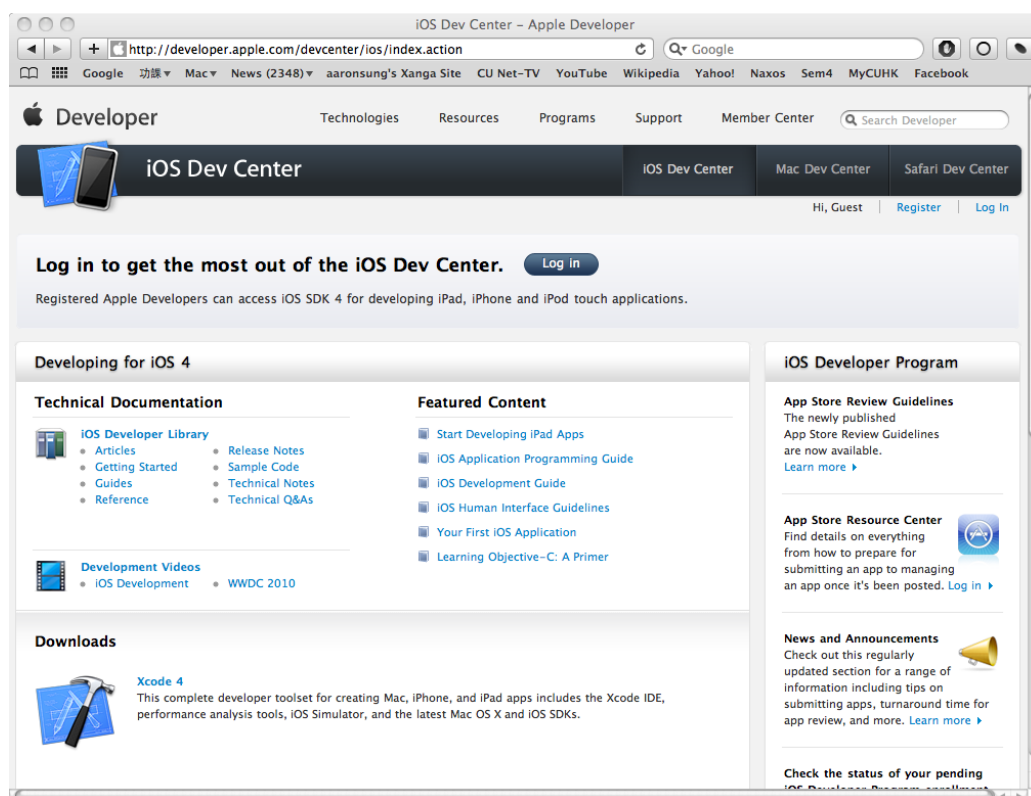 iOS Dev Center – Apple Developer
http://developer.apple.com/devcenter/ios/index.action
Google
Google 功課 Mac News (2348) aaronsung's Xanga Site CU Net-TV YouTube Wikipedia Yahoo! Naxos Sem4 MyCUHK Facebook
Developer
Technologies Resources Programs Support Member Center Search Developer
iOS Dev Center
iOS Dev Center Mac Dev Center Safari Dev Center
Hi, Guest Register Log In
Log in to get the most out of the iOS Dev Center. Log in
Registered Apple Developers can access iOS SDK 4 for developing iPad, iPhone and iPod touch applications.
Developing for iOS 4
Technical Documentation
iOS Developer Library
Articles
Getting Started
Guides
Reference
Release Notes
Sample Code
Technical Notes
Technical Q&As
Development Videos
iOS Development
WWDC 2010
Featured Content
Start Developing iPad Apps
iOS Application Programming Guide
iOS Development Guide
iOS Human Interface Guidelines
Your First iOS Application
Learning Objective-C: A Primer
Downloads
Xcode 4
This complete developer toolset for creating Mac, iPhone, and iPad apps includes the Xcode IDE,
performance analysis tools, iOS Simulator, and the latest Mac OS X and iOS SDKs.
iOS Developer Program
App Store Review Guidelines
The newly published
App Store Review Guidelines
are now available.
Learn more
App Store Resource Center
Find details on everything
from how to prepare for
submitting an app to managing
an app once it's been posted. Log in
News and Announcements
Check out this regularly
updated section for a range of
information including tips on
submitting apps, turnaround time for
app review, and more. Learn more
Check the status of your pending
iOS Developer Program enrollment